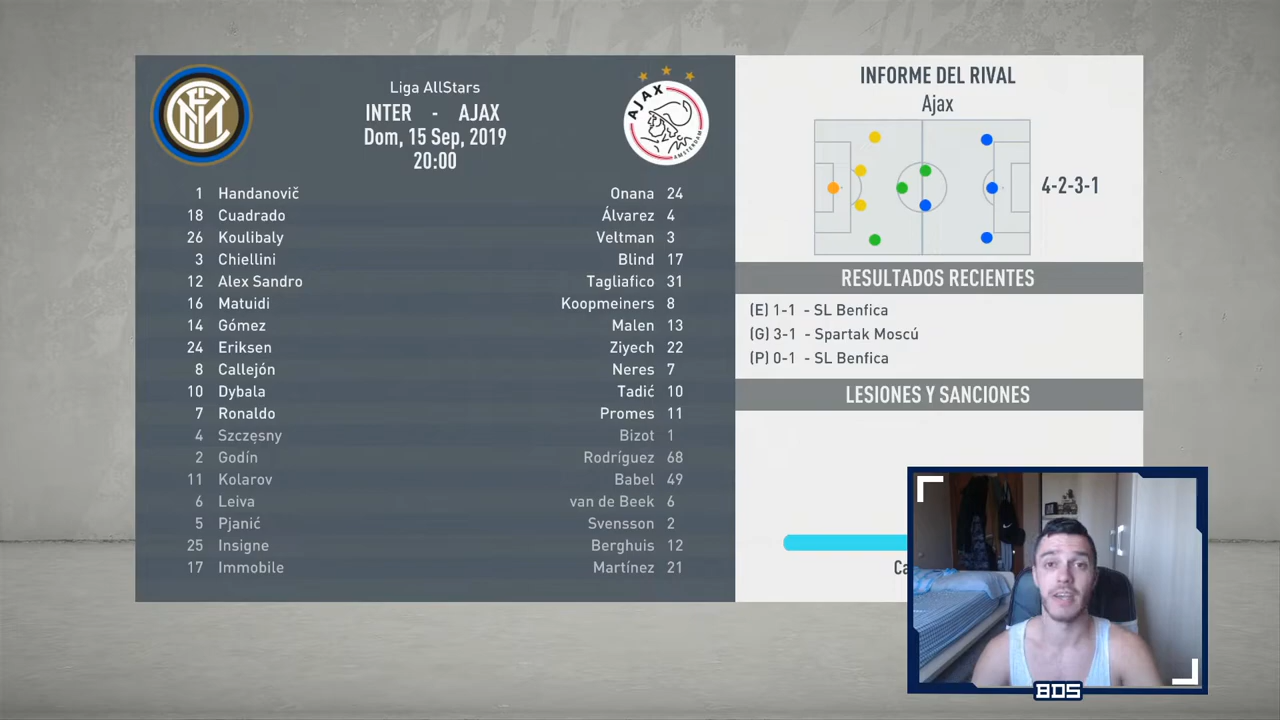 Liga AllStars
INTER - AJAX
Dom, 15 Sep, 2019
20:00
AJAX
AMSTERDAM
1 Handanovič Onana 24
18 Cuadrado Álvarez 4
26 Koulibaly Veltman 3
3 Chiellini Blind 17
12 Alex Sandro Tagliafico 31
16 Matuidi Koopmeiners 8
14 Gómez Malen 13
24 Eriksen Ziyech 22
8 Callejón Neres 7
10 Dybala Tadić 10
7 Ronaldo Promes 11
4 Szczęsny Bizot 1
2 Godín Rodríguez 68
11 Kolarov Babel 49
6 Leiva van de Beek 6
5 Pjanić Svensson 2
25 Insigne Berghuis 12
17 Immobile Martínez 21
INFORME DEL RIVAL
Ajax
4-2-3-1
RESULTADOS RECIENTES
(E) 1-1 - SL Benfica
(G) 3-1 - Spartak Moscú
(P) 0-1 - SL Benfica
LESIONES Y SANCIONES
BDS